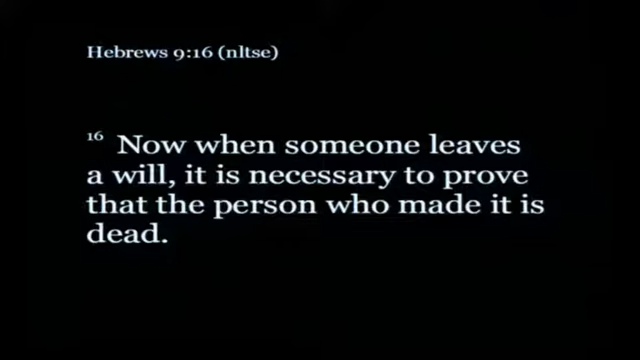 Hebrews 9:16 (nltse)
16 Now when someone leaves
a will, it is necessary to prove
that the person who made it is
dead.